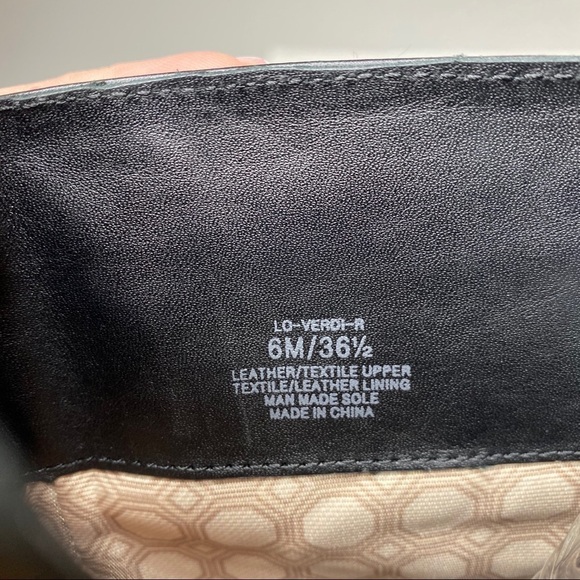 LO-VERDI-R
6M/36½
LEATHER/TEXTILE UPPER
TEXTILE/LEATHER LINING
MAN MADE SOLE
MADE IN CHINA